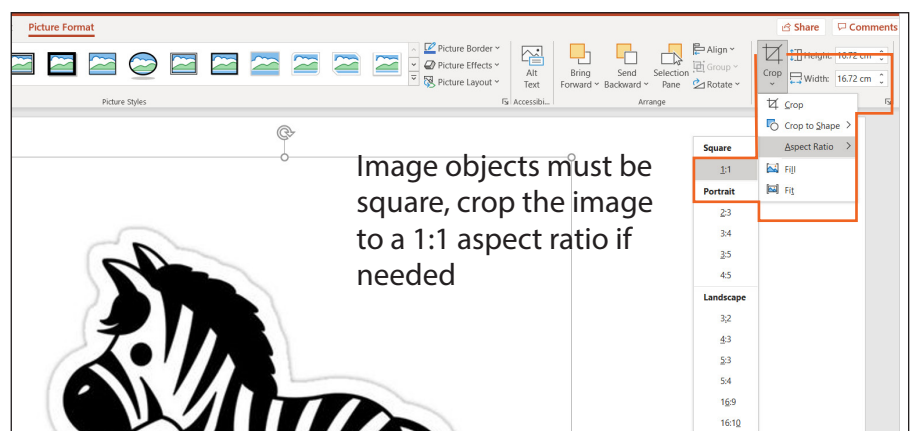 Picture Format
Share
Comments
Picture Border
Picture Effects
Picture Layout
Alt
Text
Bring
Forward
Send
Backward
Selection
Pane
Align
Group
Rotate
Crop
Height: 16.72 cm
Width: 16.72 cm
Picture Styles
Accessibi...
Arrange
Crop
Crop to Shape
Aspect Ratio
Fill
Fit
Square
1:1
Portrait
2:3
3:4
3:5
4:5
Landscape
3:2
4:3
5:3
5:4
16:9
16:10
Image objects must be
square, crop the image
to a 1:1 aspect ratio if
needed